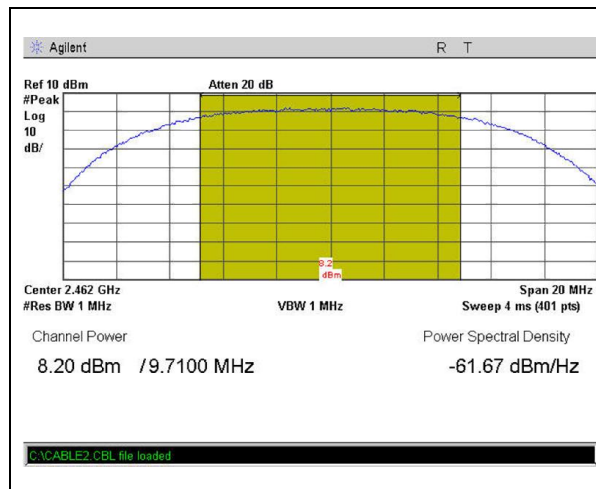 Agilent R T
Ref 10 dBm Atten 20 dB
#Peak
Log
10
dB/
8.2
dBm
Center 2.462 GHz Span 20 MHz
#Res BW 1 MHz VBW 1 MHz Sweep 4 ms (401 pts)
Channel Power Power Spectral Density
8.20 dBm / 9.7100 MHz -61.67 dBm/Hz
C:\CABLE2.CBL file loaded